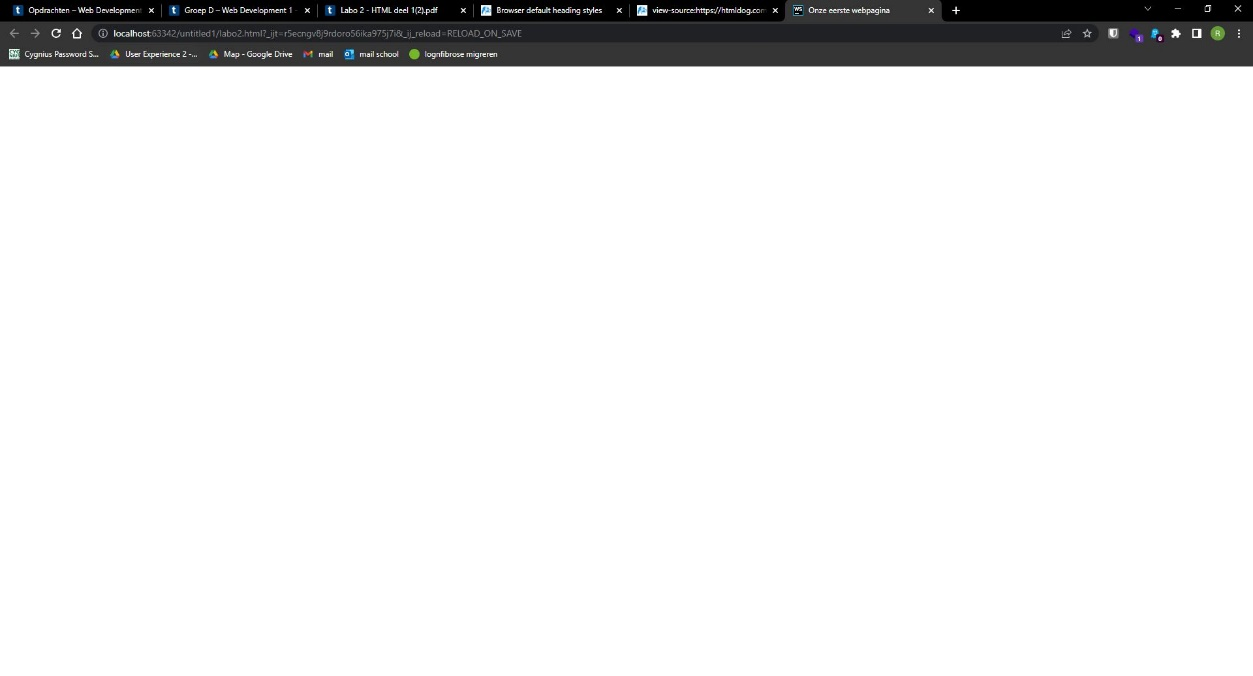 Opdrachten – Web Development
Groep D – Web Development 1 -
Labo 2 - HTML deel 1(2).pdf
Browser default heading styles
view-source:https://htmldog.com
Onze eerste webpagina
localhost:63342/untitled1/labo2.html?_ijt=r5ecngv8j9rdoro56ika975j7i&_ij_reload=RELOAD_ON_SAVE
Cygnius Password S...
User Experience 2 -...
Map - Google Drive
mail
mail school
lognfibrose migreren